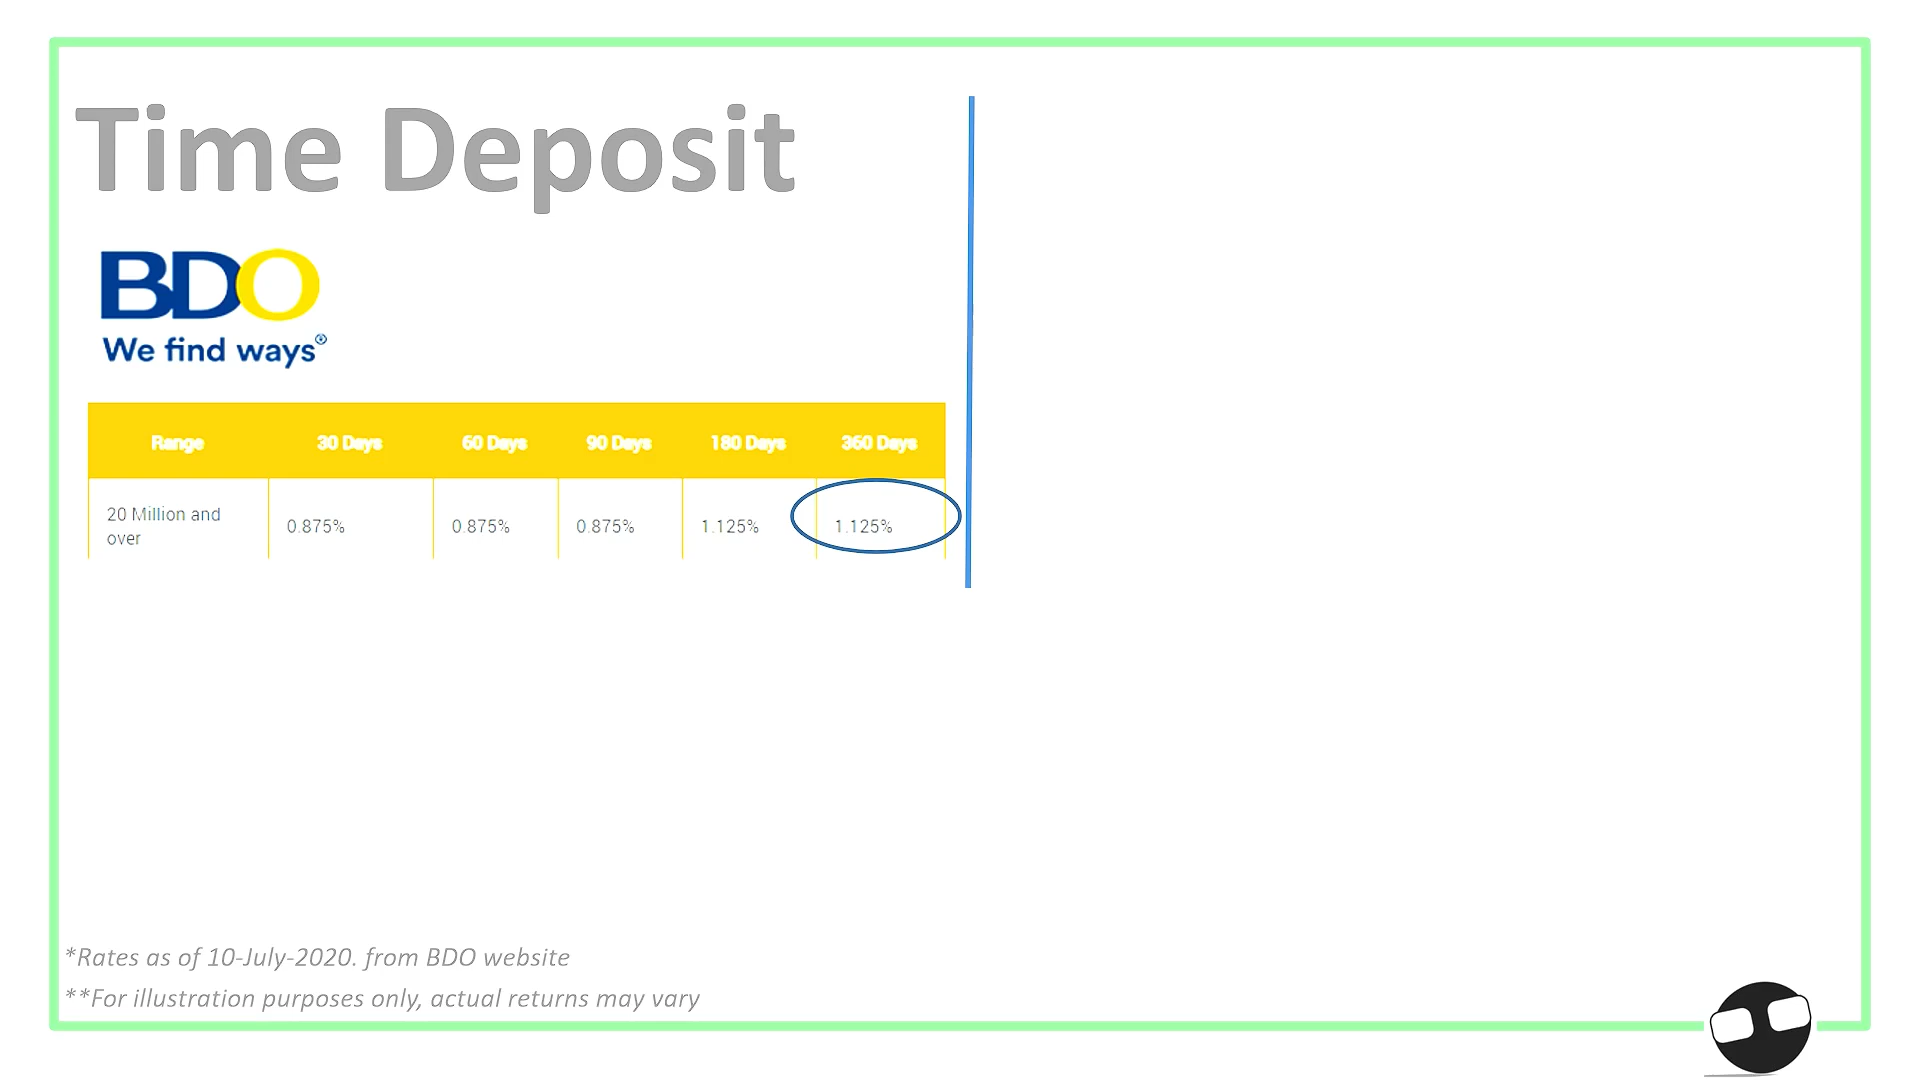 Time Deposit
BDO
We find ways®
Range 30 Days 60 Days 90 Days 180 Days 360 Days
20 Million and
over 0.875% 0.875% 0.875% 1.125% 1.125%
*Rates as of 10-July-2020. from BDO website
**For illustration purposes only, actual returns may vary